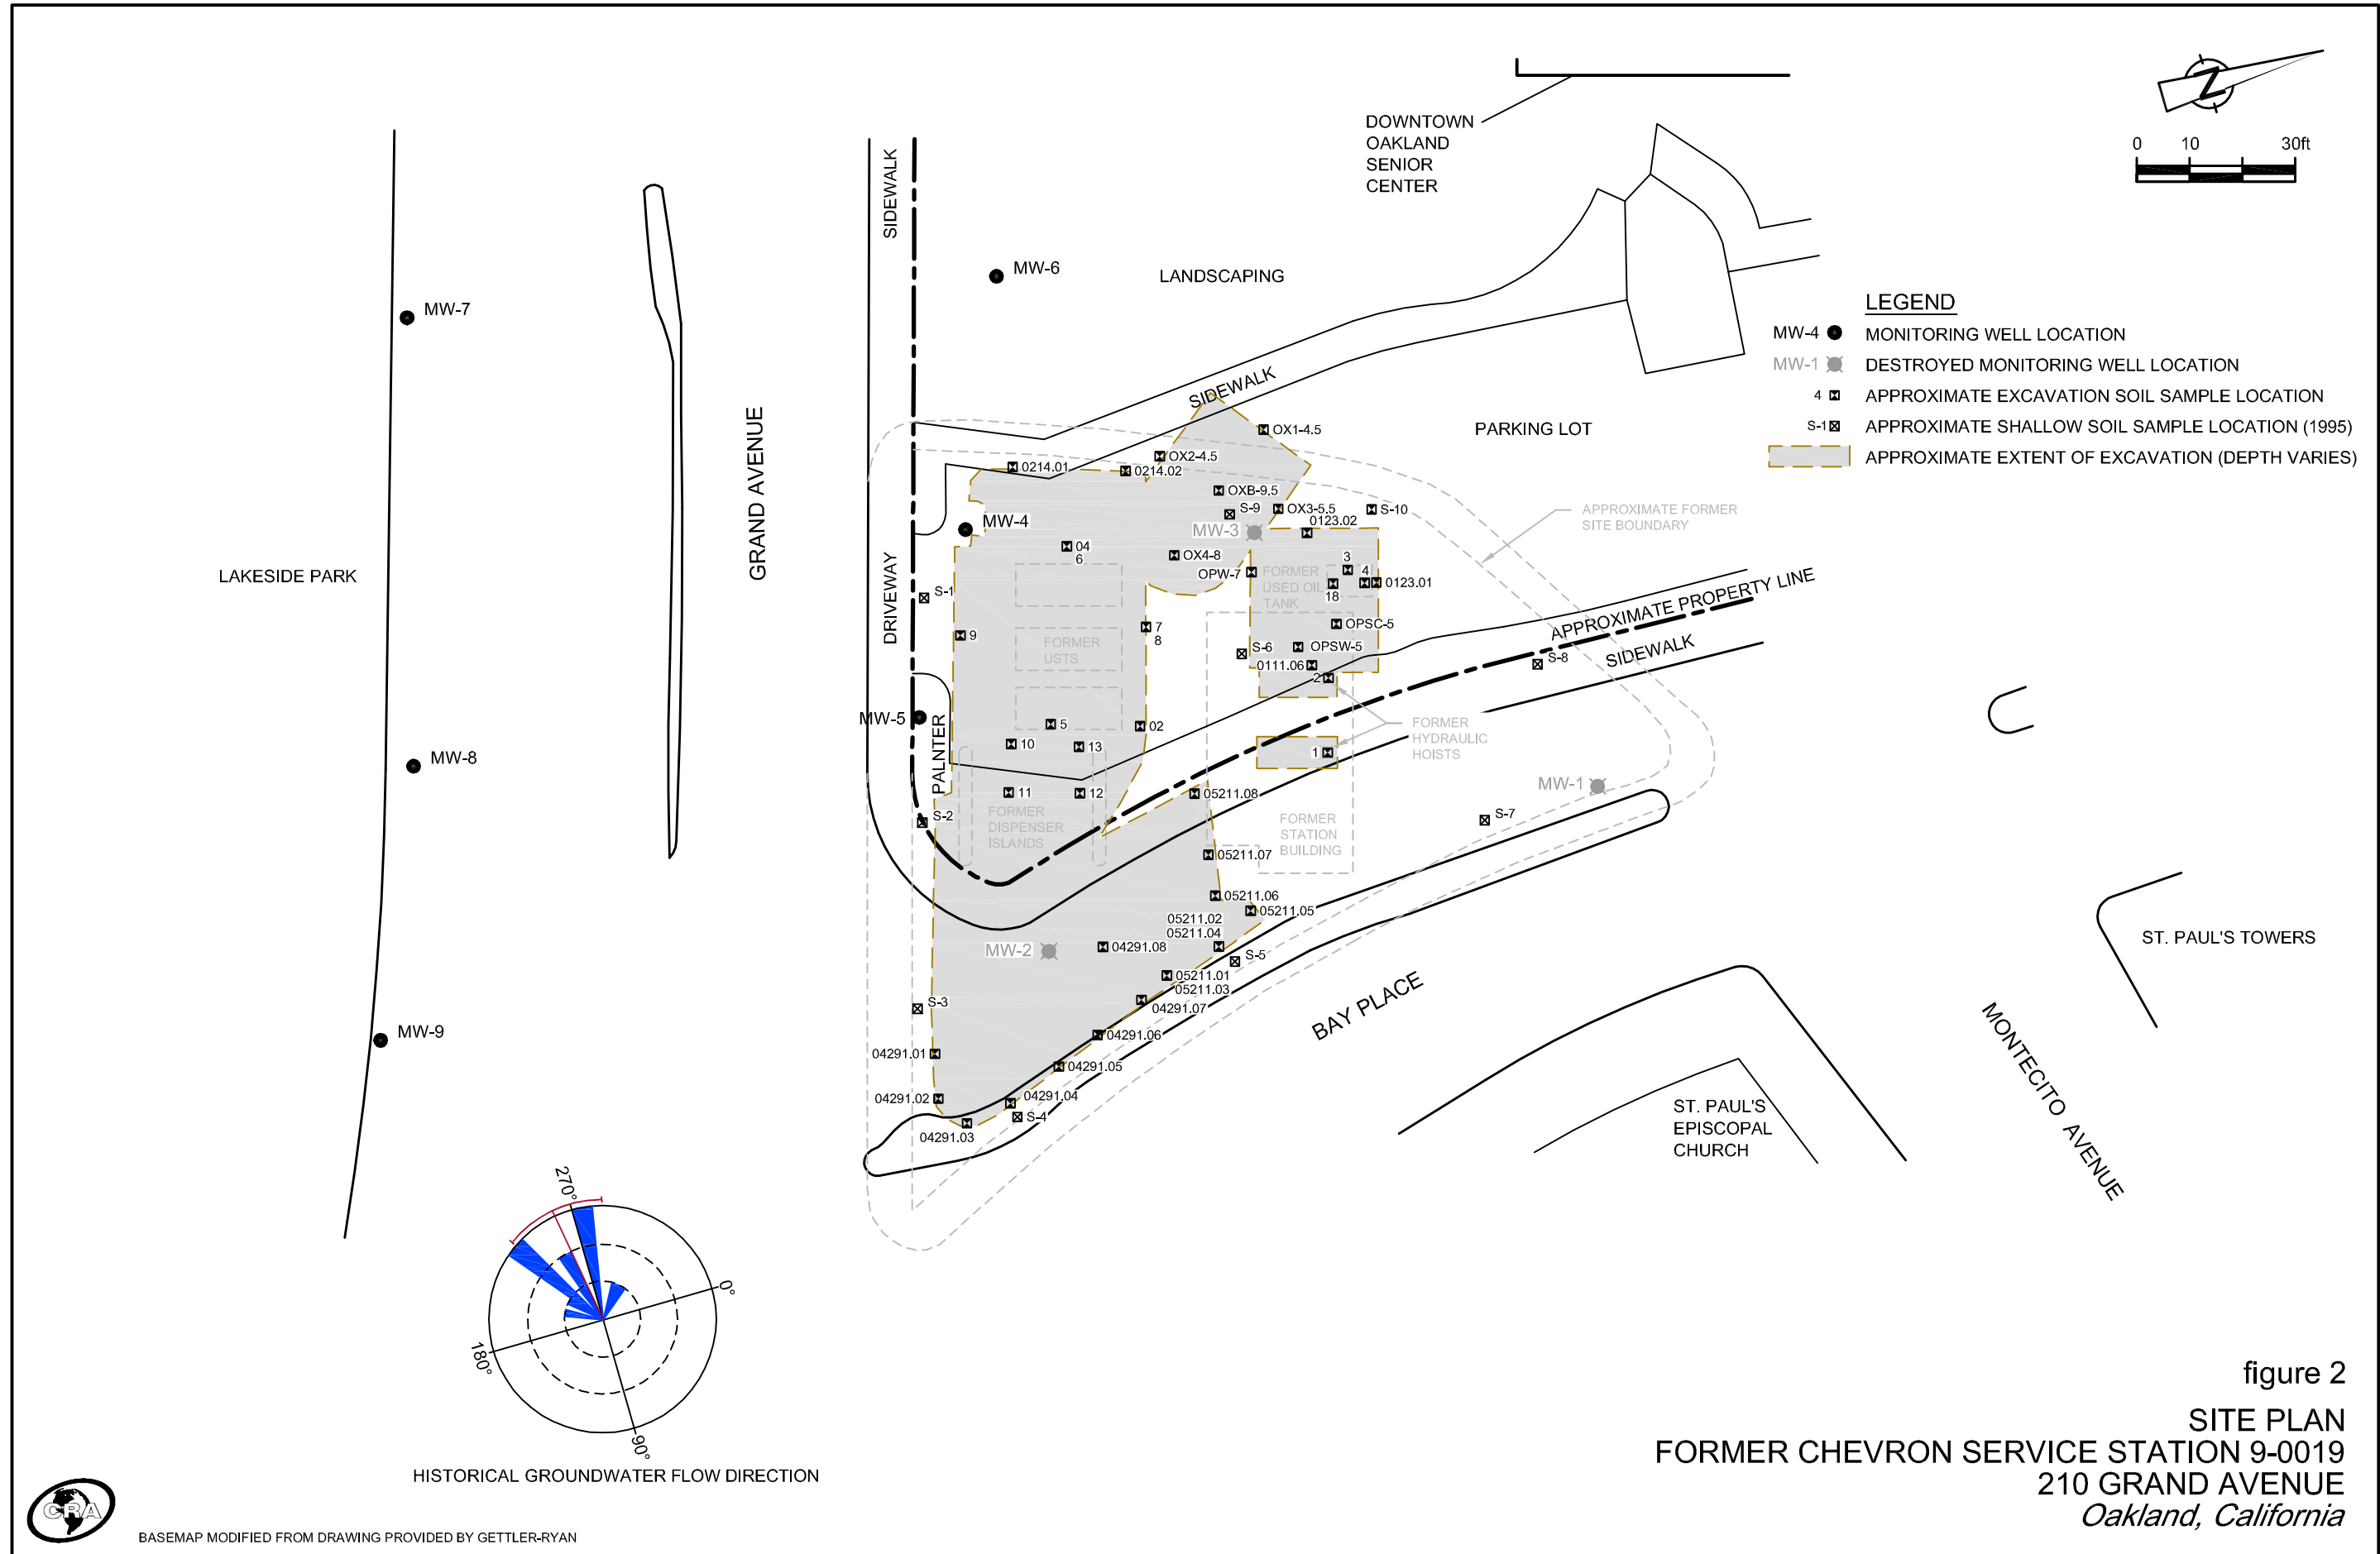 Z
0 10 30ft
DOWNTOWN
OAKLAND
SENIOR
CENTER
SIDEWALK
MW-6
LANDSCAPING
MW-7
LEGEND
MW-4 MONITORING WELL LOCATION
MW-1 DESTROYED MONITORING WELL LOCATION
4 APPROXIMATE EXCAVATION SOIL SAMPLE LOCATION
S-1 APPROXIMATE SHALLOW SOIL SAMPLE LOCATION (1995)
APPROXIMATE EXTENT OF EXCAVATION (DEPTH VARIES)
SIDEWALK
GRAND AVENUE
PARKING LOT
OX1-4.5
OX2-4.5
0214.01
0214.02
OXB-9.5
S-9
OX3-5.5
S-10
APPROXIMATE FORMER
SITE BOUNDARY
MW-4
MW-3
0123.02
04
6
OX4-8
3
4
OPW-7
FORMER
USED OIL
TANK
0123.01
18
LAKESIDE PARK
DRIVEWAY
S-1
APPROXIMATE PROPERTY LINE
9
7
8
OPSC-5
FORMER
USTS
S-6
OPSW-5
0111.06
2
S-8
SIDEWALK
MW-5
PALNTER
5
02
FORMER
HYDRAULIC
HOISTS
10
13
1
MW-8
MW-1
11
12
05211.08
FORMER
DISPENSER
ISLANDS
S-2
FORMER
STATION
BUILDING
S-7
05211.07
05211.06
05211.05
05211.02
05211.04
ST. PAUL'S TOWERS
MW-2
04291.08
S-5
05211.01
05211.03
BAY PLACE
S-3
04291.07
MW-9
04291.06
04291.01
04291.05
MONTECITO AVENUE
04291.02
04291.04
S-4
04291.03
ST. PAUL'S
EPISCOPAL
CHURCH
270°
0°
180°
90°
HISTORICAL GROUNDWATER FLOW DIRECTION
figure 2
SITE PLAN
FORMER CHEVRON SERVICE STATION 9-0019
210 GRAND AVENUE
Oakland, California
CRA
BASEMAP MODIFIED FROM DRAWING PROVIDED BY GETTLER-RYAN